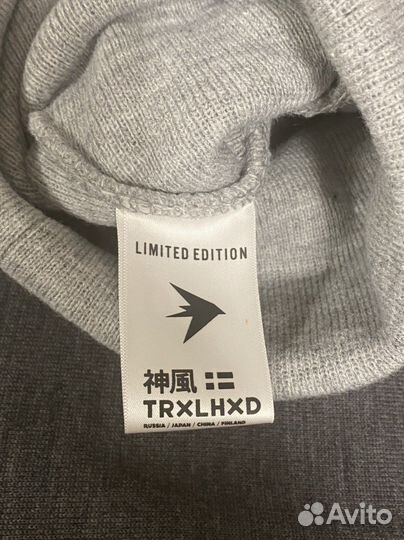 LIMITED EDITION
神風
TRXLHXD
RUSSIA / JAPAN / CHINA / FINLAND
Avito